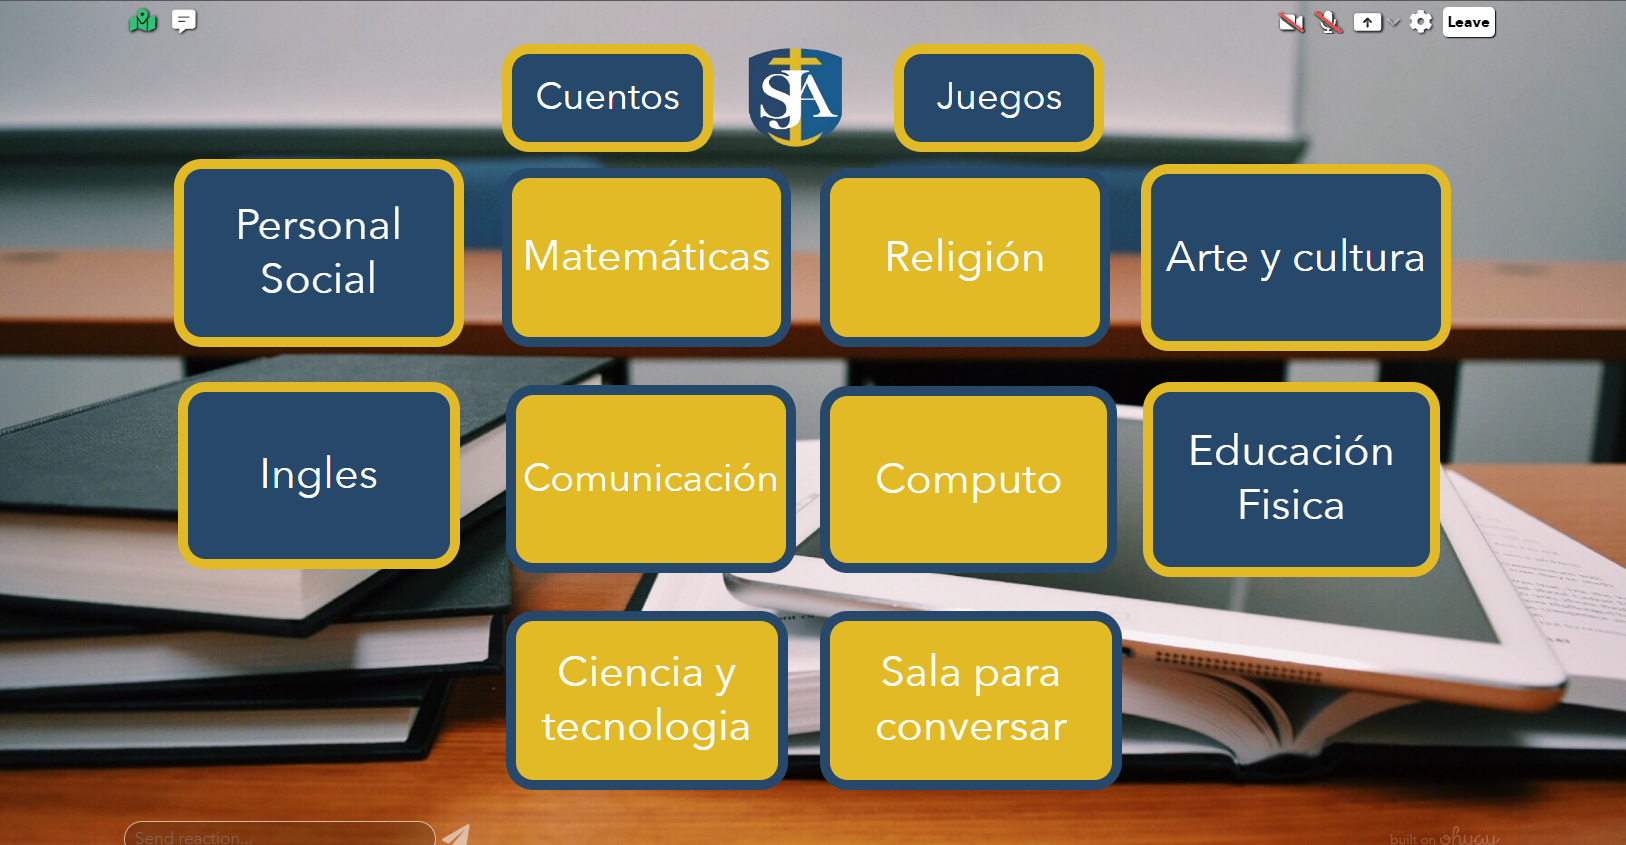 Leave
Cuentos
SJA
Juegos
Personal
Social
Matemáticas
Religión
Arte y cultura
Ingles
Comunicación
Computo
Educación
Fisica
Ciencia y
tecnologia
Sala para
conversar
Send reaction...
built on ohyay